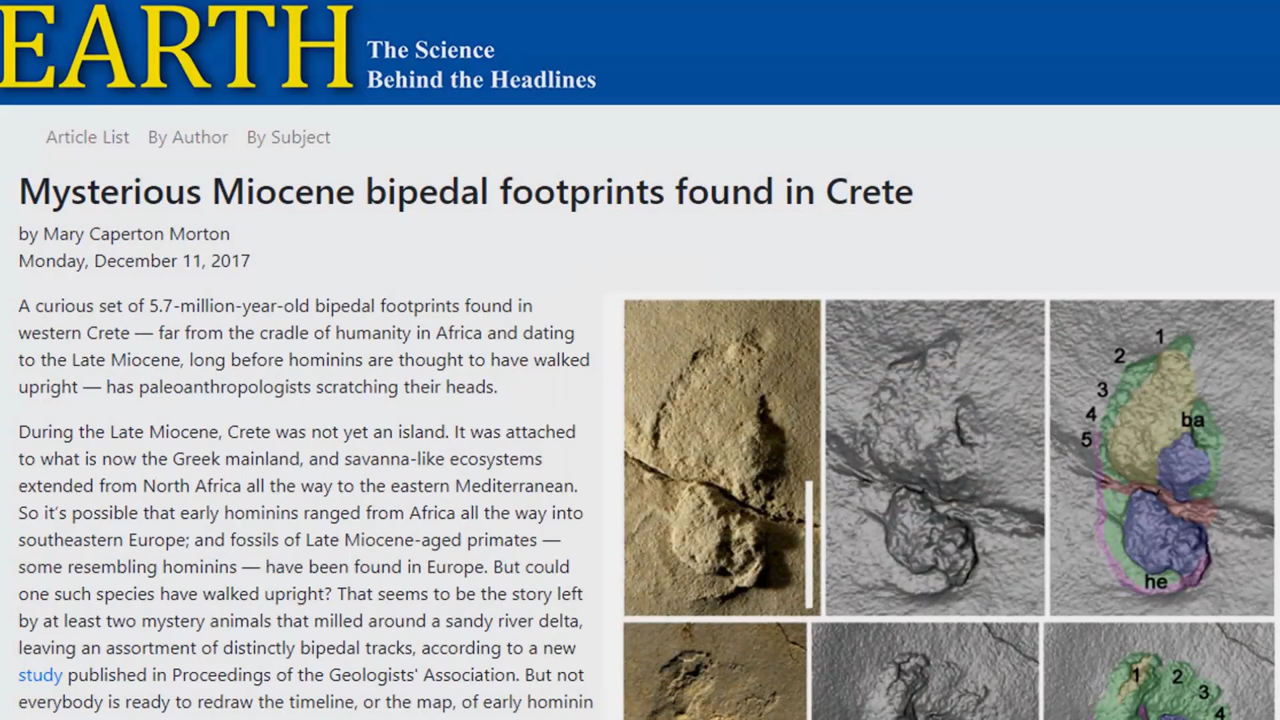 EARTH
The Science
Behind the Headlines
Article List By Author By Subject
Mysterious Miocene bipedal footprints found in Crete
by Mary Caperton Morton
Monday, December 11, 2017
A curious set of 5.7-million-year-old bipedal footprints found in
western Crete — far from the cradle of humanity in Africa and dating
to the Late Miocene, long before hominins are thought to have walked
upright — has paleoanthropologists scratching their heads.
During the Late Miocene, Crete was not yet an island. It was attached
to what is now the Greek mainland, and savanna-like ecosystems
extended from North Africa all the way to the eastern Mediterranean.
So it's possible that early hominins ranged from Africa all the way into
southeastern Europe; and fossils of Late Miocene-aged primates —
some resembling hominins — have been found in Europe. But could
one such species have walked upright? That seems to be the story left
by at least two mystery animals that milled around a sandy river delta,
leaving an assortment of distinctly bipedal tracks, according to a new
study published in Proceedings of the Geologists' Association. But not
everybody is ready to redraw the timeline, or the map, of early hominin
1
2
3
4
5
ba
he
1
2
3
4